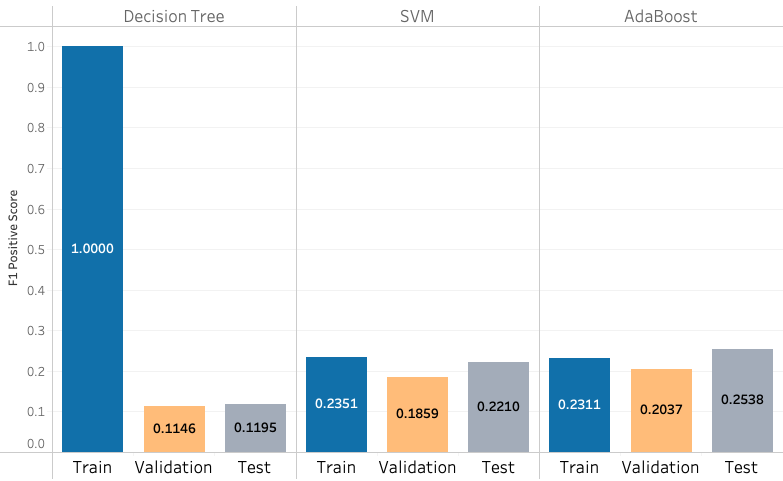 Decision Tree
SVM
AdaBoost
F1 Positive Score
1.0
0.9
0.8
0.7
0.6
0.5
0.4
0.3
0.2
0.1
0.0
1.0000
0.1146
0.1195
0.2351
0.1859
0.2210
0.2311
0.2037
0.2538
Train
Validation
Test
Train
Validation
Test
Train
Validation
Test